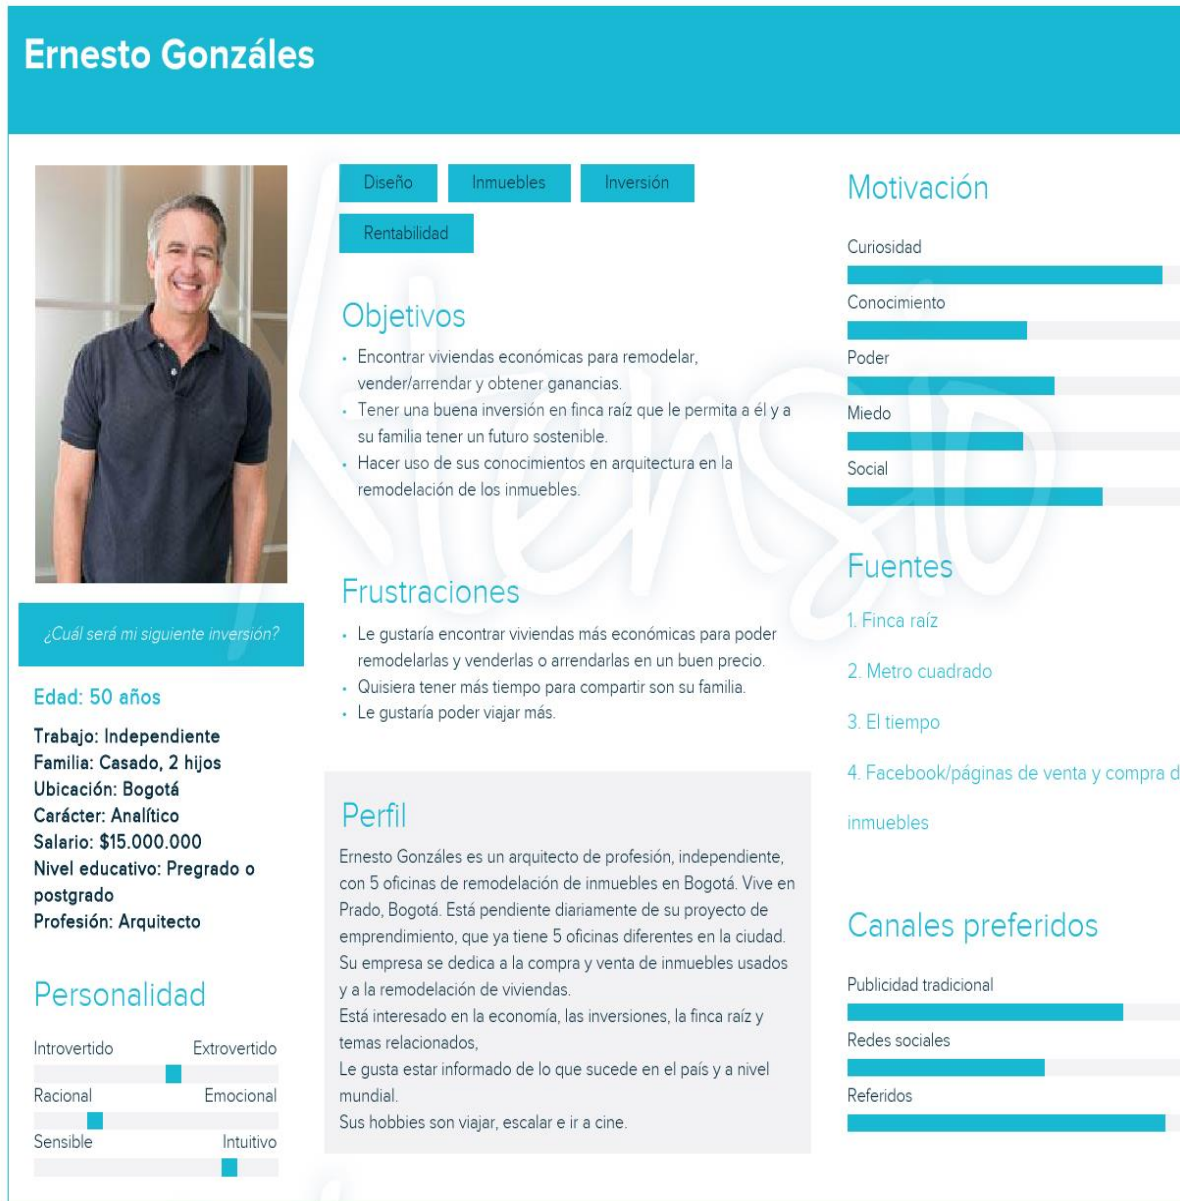 Ernesto Gonzáles
Diseño
Inmuebles
Inversión
Rentabilidad
Objetivos
• Encontrar viviendas económicas para remodelar,
vender/arrendar y obtener ganancias.
• Tener una buena inversión en finca raíz que le permita a él y a
su familia tener un futuro sostenible.
• Hacer uso de sus conocimientos en arquitectura en la
remodelación de los inmuebles.
Frustraciones
• Le gustaría encontrar viviendas más económicas para poder
remodelarlas y venderlas o arrendarlas en un buen precio.
• Quisiera tener más tiempo para compartir son su familia.
• Le gustaría poder viajar más.
¿Cuál será mi siguiente inversión?
Edad: 50 años
Trabajo: Independiente
Familia: Casado, 2 hijos
Ubicación: Bogotá
Carácter: Analítico
Salario: $15.000.000
Nivel educativo: Pregrado o
postgrado
Profesión: Arquitecto
Personalidad
Introvertido Extrovertido
Racional Emocional
Sensible Intuitivo
Perfil
Ernesto Gonzáles es un arquitecto de profesión, independiente,
con 5 oficinas de remodelación de inmuebles en Bogotá. Vive en
Prado, Bogotá. Está pendiente diariamente de su proyecto de
emprendimiento, que ya tiene 5 oficinas diferentes en la ciudad.
Su empresa se dedica a la compra y venta de inmuebles usados
y a la remodelación de viviendas.
Está interesado en la economía, las inversiones, la finca raíz y
temas relacionados,
Le gusta estar informado de lo que sucede en el país y a nivel
mundial.
Sus hobbies son viajar, escalar e ir a cine.
Motivación
Curiosidad
Conocimiento
Poder
Miedo
Social
Fuentes
1. Finca raíz
2. Metro cuadrado
3. El tiempo
4. Facebook/páginas de venta y compra d
inmuebles
Canales preferidos
Publicidad tradicional
Redes sociales
Referidos
Xtensio